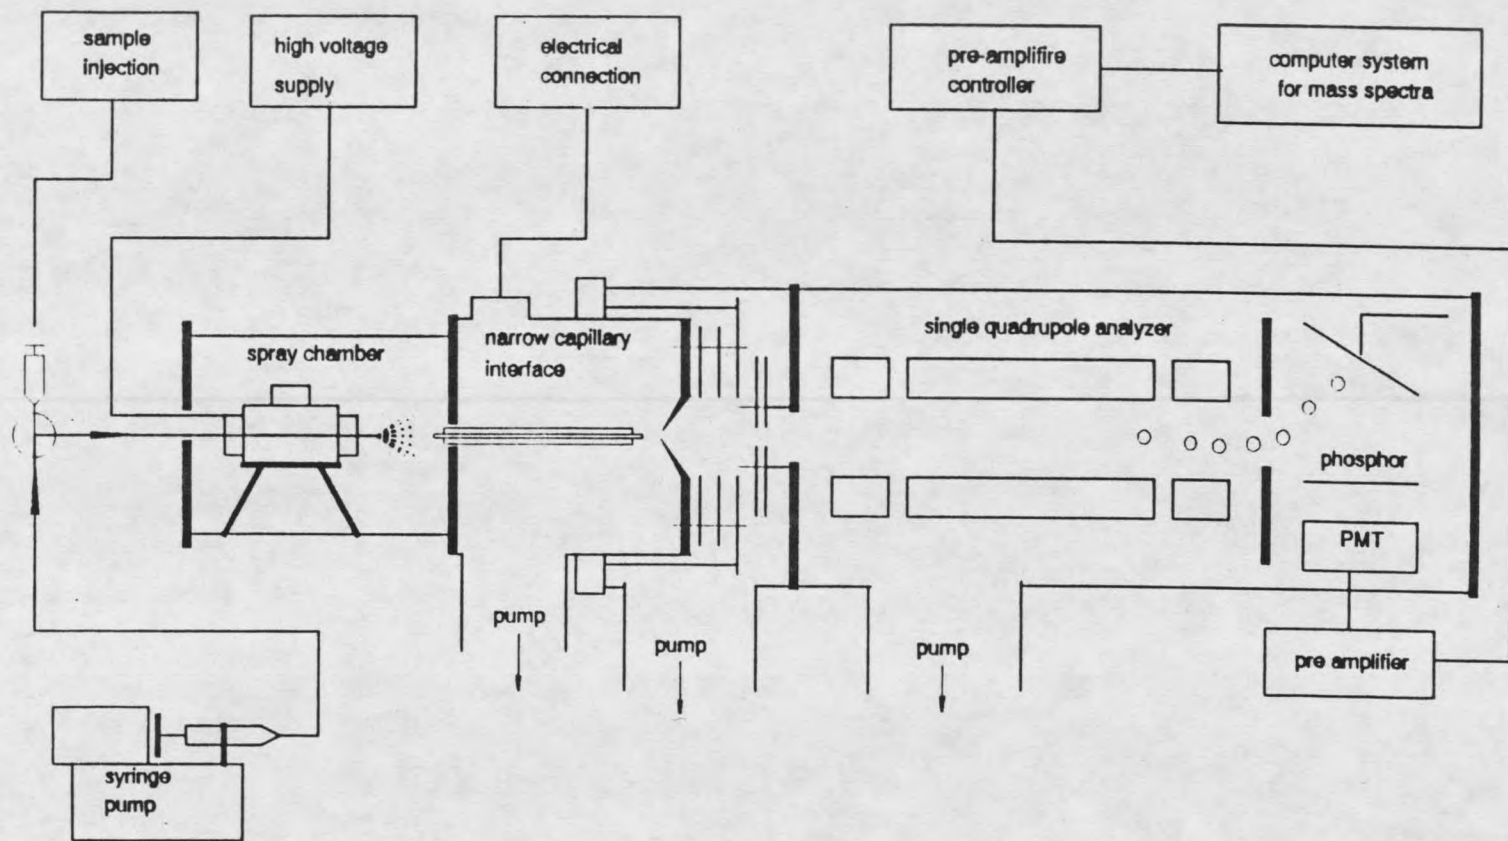 sample
injection
high voltage
supply
electrical
connection
pre-amplifire
controller
computer system
for mass spectra
spray chamber
narrow capillary
interface
single quadrupole analyzer
phosphor
PMT
pump
pump
pump
pre amplifier
syringe
pump